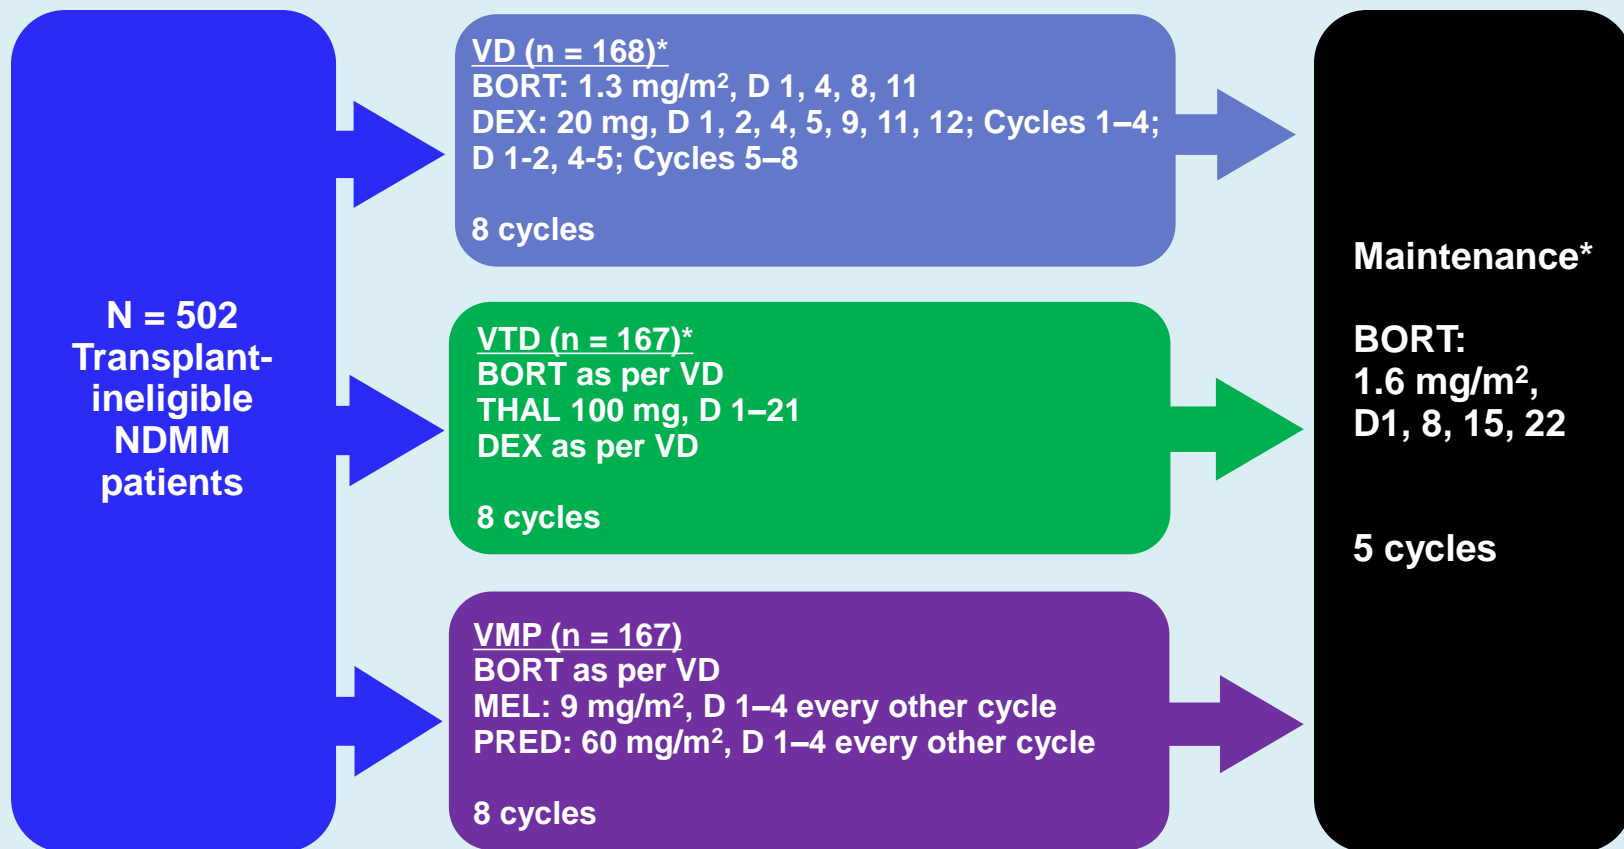 N = 502
Transplant-
ineligible
NDMM
patients
VD (n = 168)*
BORT: 1.3 mg/m², D 1, 4, 8, 11
DEX: 20 mg, D 1, 2, 4, 5, 9, 11, 12; Cycles 1–4;
D 1-2, 4-5; Cycles 5–8
8 cycles
VTD (n = 167)*
BORT as per VD
THAL 100 mg, D 1–21
DEX as per VD
8 cycles
VMP (n = 167)
BORT as per VD
MEL: 9 mg/m², D 1–4 every other cycle
PRED: 60 mg/m², D 1–4 every other cycle
8 cycles
Maintenance*
BORT:
1.6 mg/m²,
D1, 8, 15, 22
5 cycles